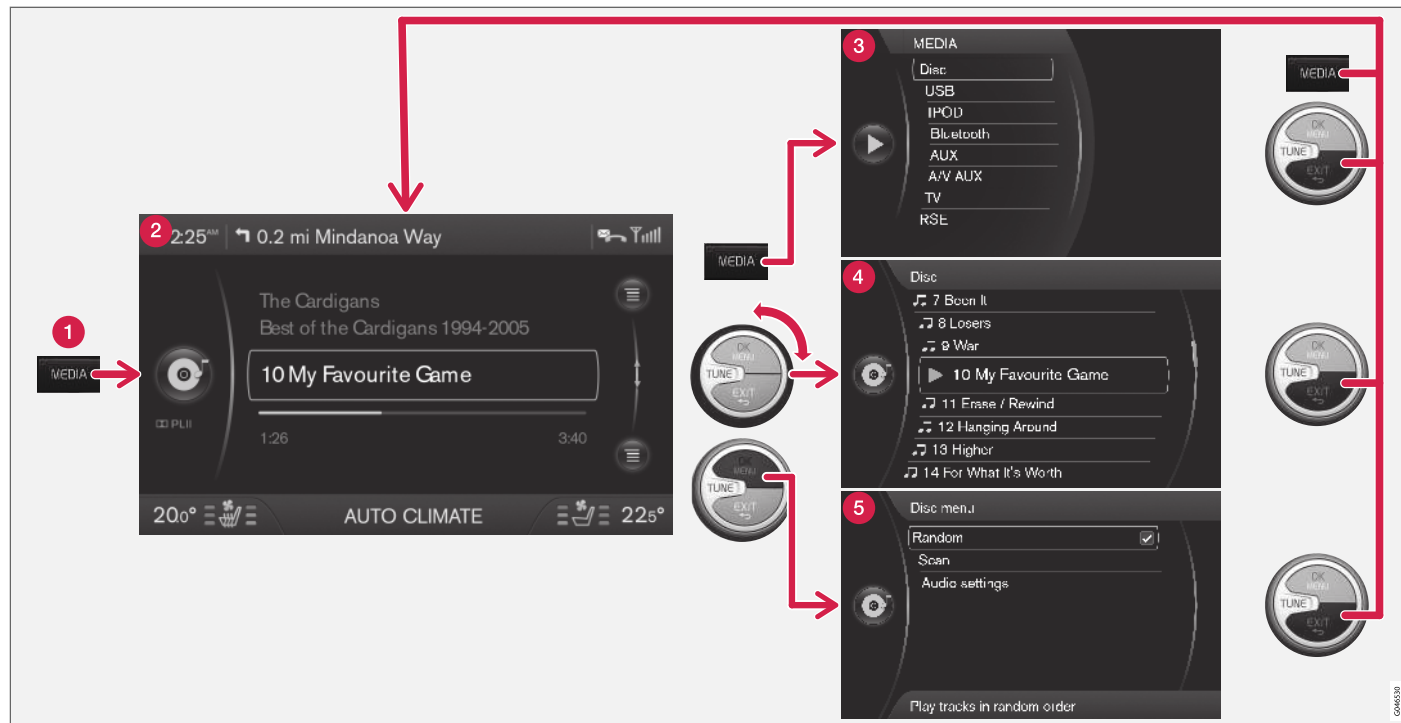 1
MEDIA
2
2:25AM
0.2 mi Mindanoa Way
The Cardigans
Best of the Cardigans 1994-2005
10 My Favourite Game
1:26
3:40
PLII
20.0°
AUTO CLIMATE
22.5°
MEDIA
OK
MENU
TUNE
EXIT
OK
MENU
TUNE
EXIT
3
MEDIA
Disc
USB
IPOD
Bluetooth
AUX
A/V AUX
TV
RSE
4
Disc
7 Been It
8 Losers
9 War
10 My Favourite Game
11 Erase / Rewind
12 Hanging Around
13 Higher
14 For What It's Worth
5
Disc menu
Random
Scan
Audio settings
Play tracks in random order
MEDIA
OK
MENU
TUNE
EXIT
OK
MENU
TUNE
EXIT
OK
MENU
TUNE
EXIT
G046530